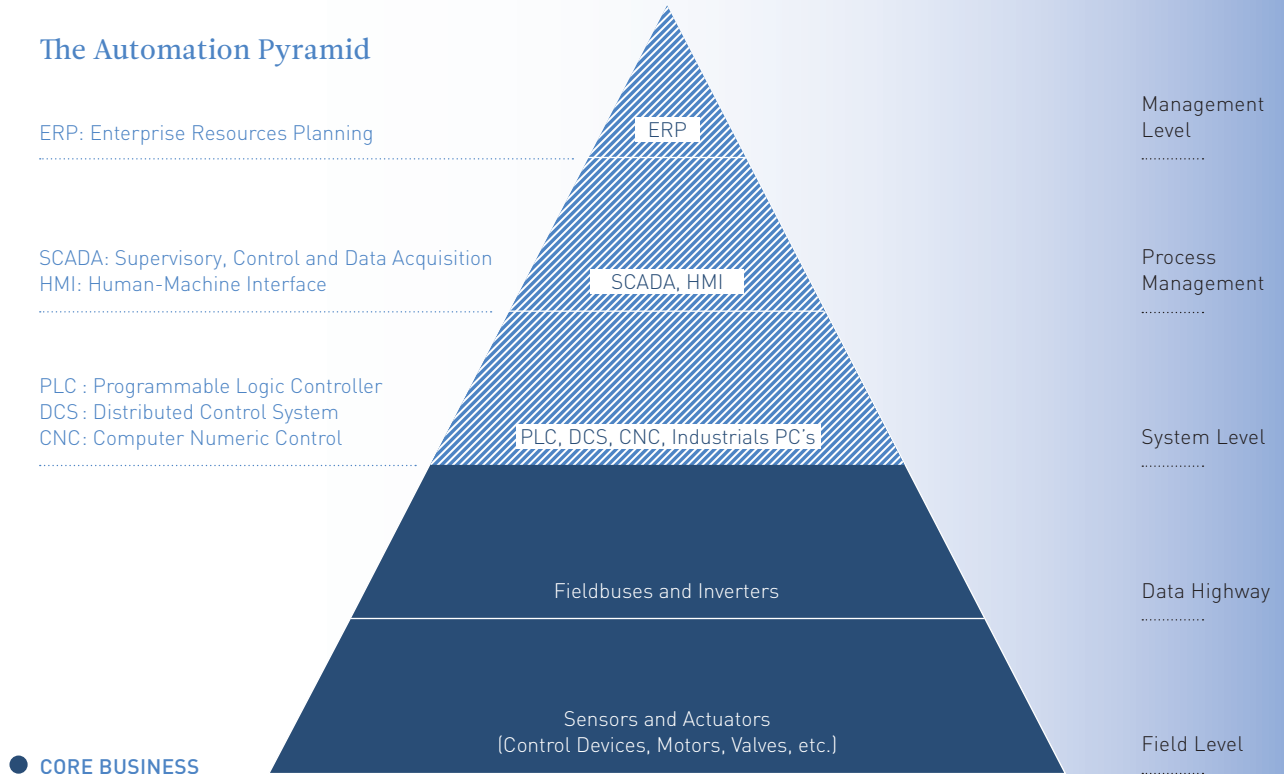 The Automation Pyramid
ERP: Enterprise Resources Planning
ERP
Management
Level
SCADA: Supervisory, Control and Data Acquisition
HMI: Human-Machine Interface
SCADA, HMI
Process
Management
PLC : Programmable Logic Controller
DCS : Distributed Control System
CNC: Computer Numeric Control
PLC, DCS, CNC, Industrials PC's
System Level
Fieldbuses and Inverters
Data Highway
Sensors and Actuators
(Control Devices, Motors, Valves, etc.)
Field Level
CORE BUSINESS